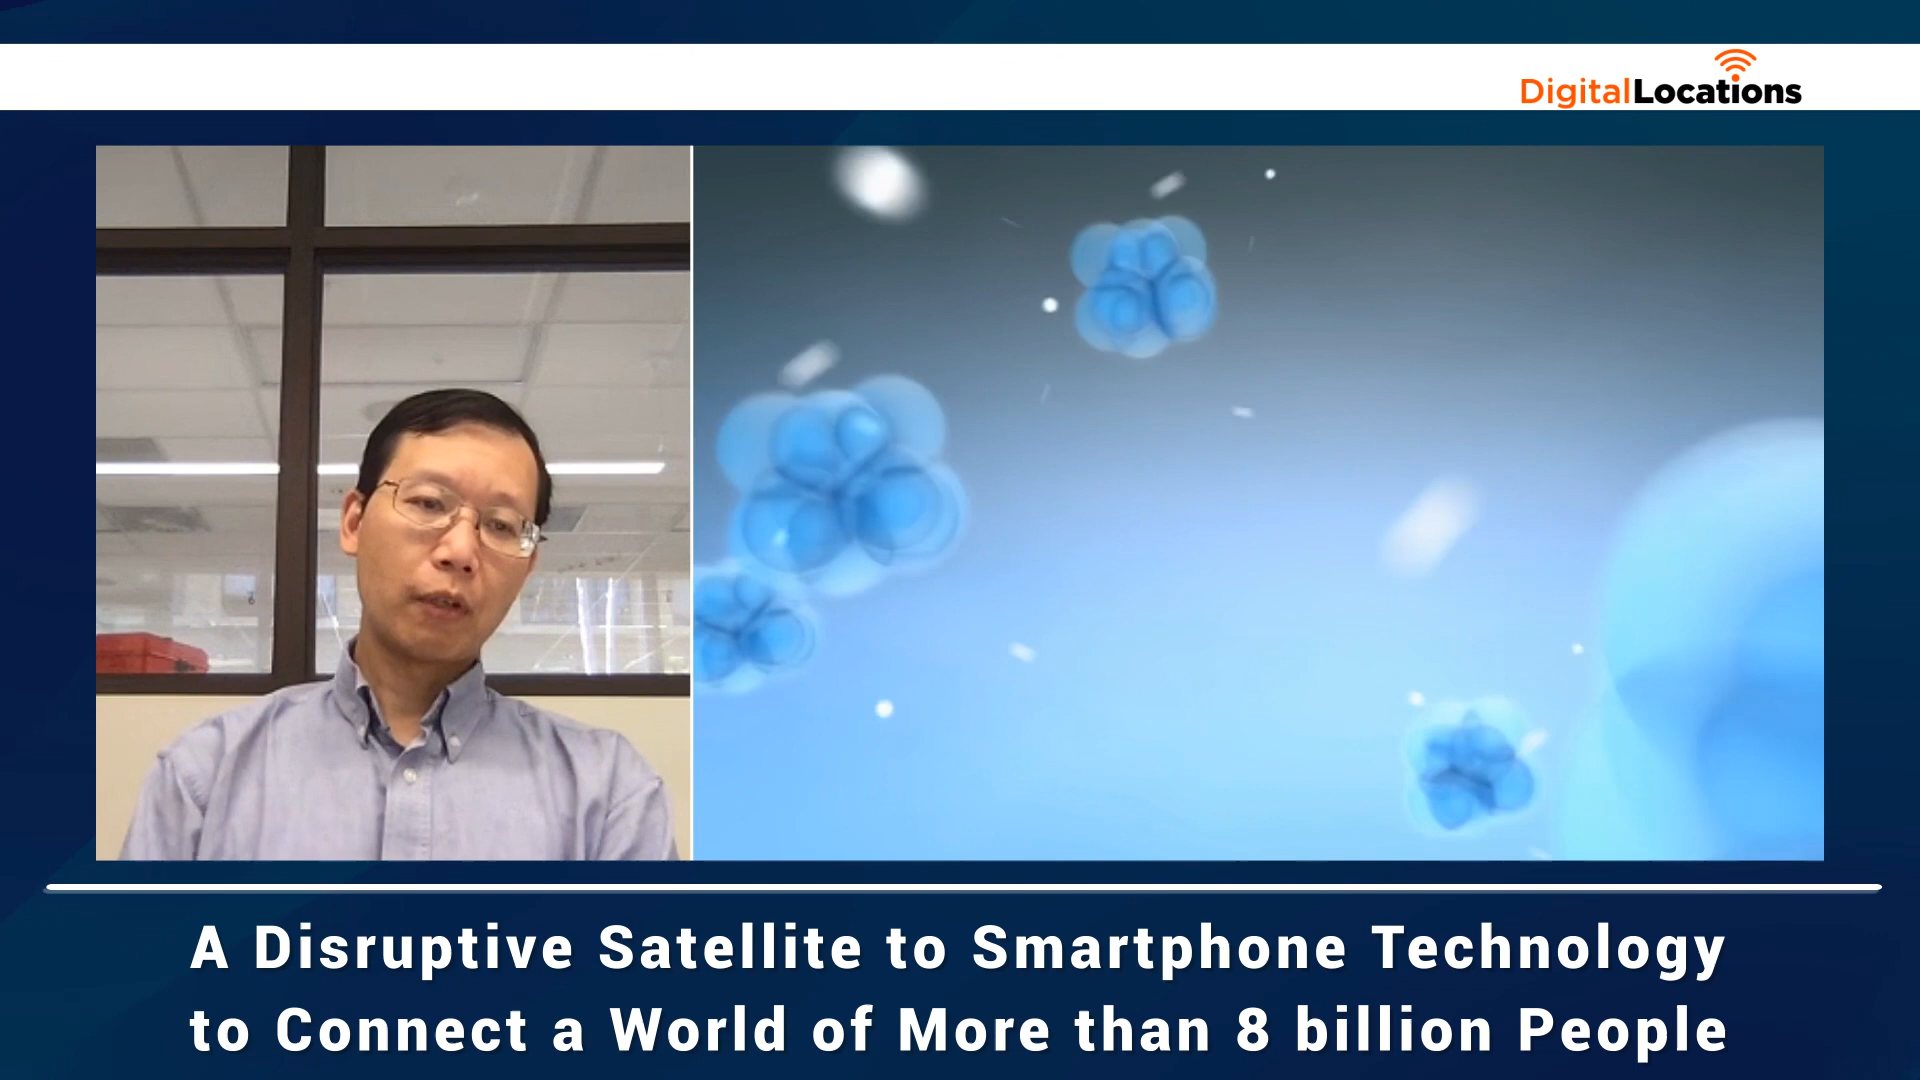 DigitalLocations
A Disruptive Satellite to Smartphone Technology
to Connect a World of More than 8 billion People